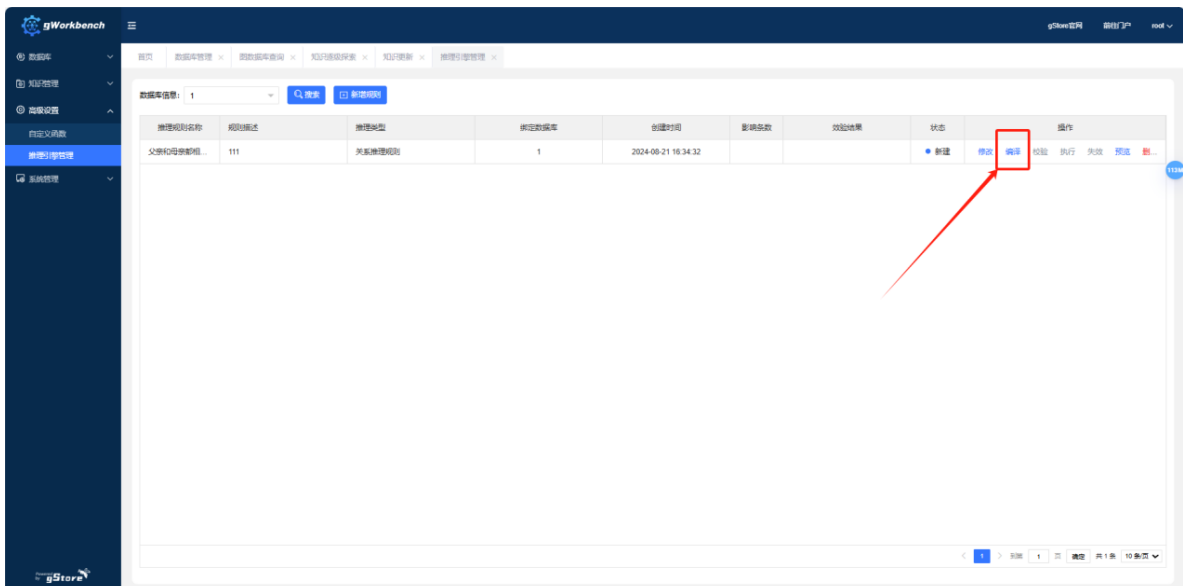 gWorkbench
gStore官网 前往门户 root
数据库
知识管理
高级设置
自定义函数
推理引擎管理
系统管理
首页 数据库管理 × 图数据库查询 × 知识逐级探索 × 知识更新 × 推理引擎管理 ×
数据库信息: 1 搜索 新增规则
推理规则名称 规则描述 推理类型 绑定数据库 创建时间 影响条数 效验结果 状态 操作
父亲和母亲都相... 111 关系推理规则 1 2024-08-21 16:34:32 新建 修改 编译 校验 执行 失效 预览 删...
1 到第 1 页 确定 共 1 条 10 条/页
Powered by gStore